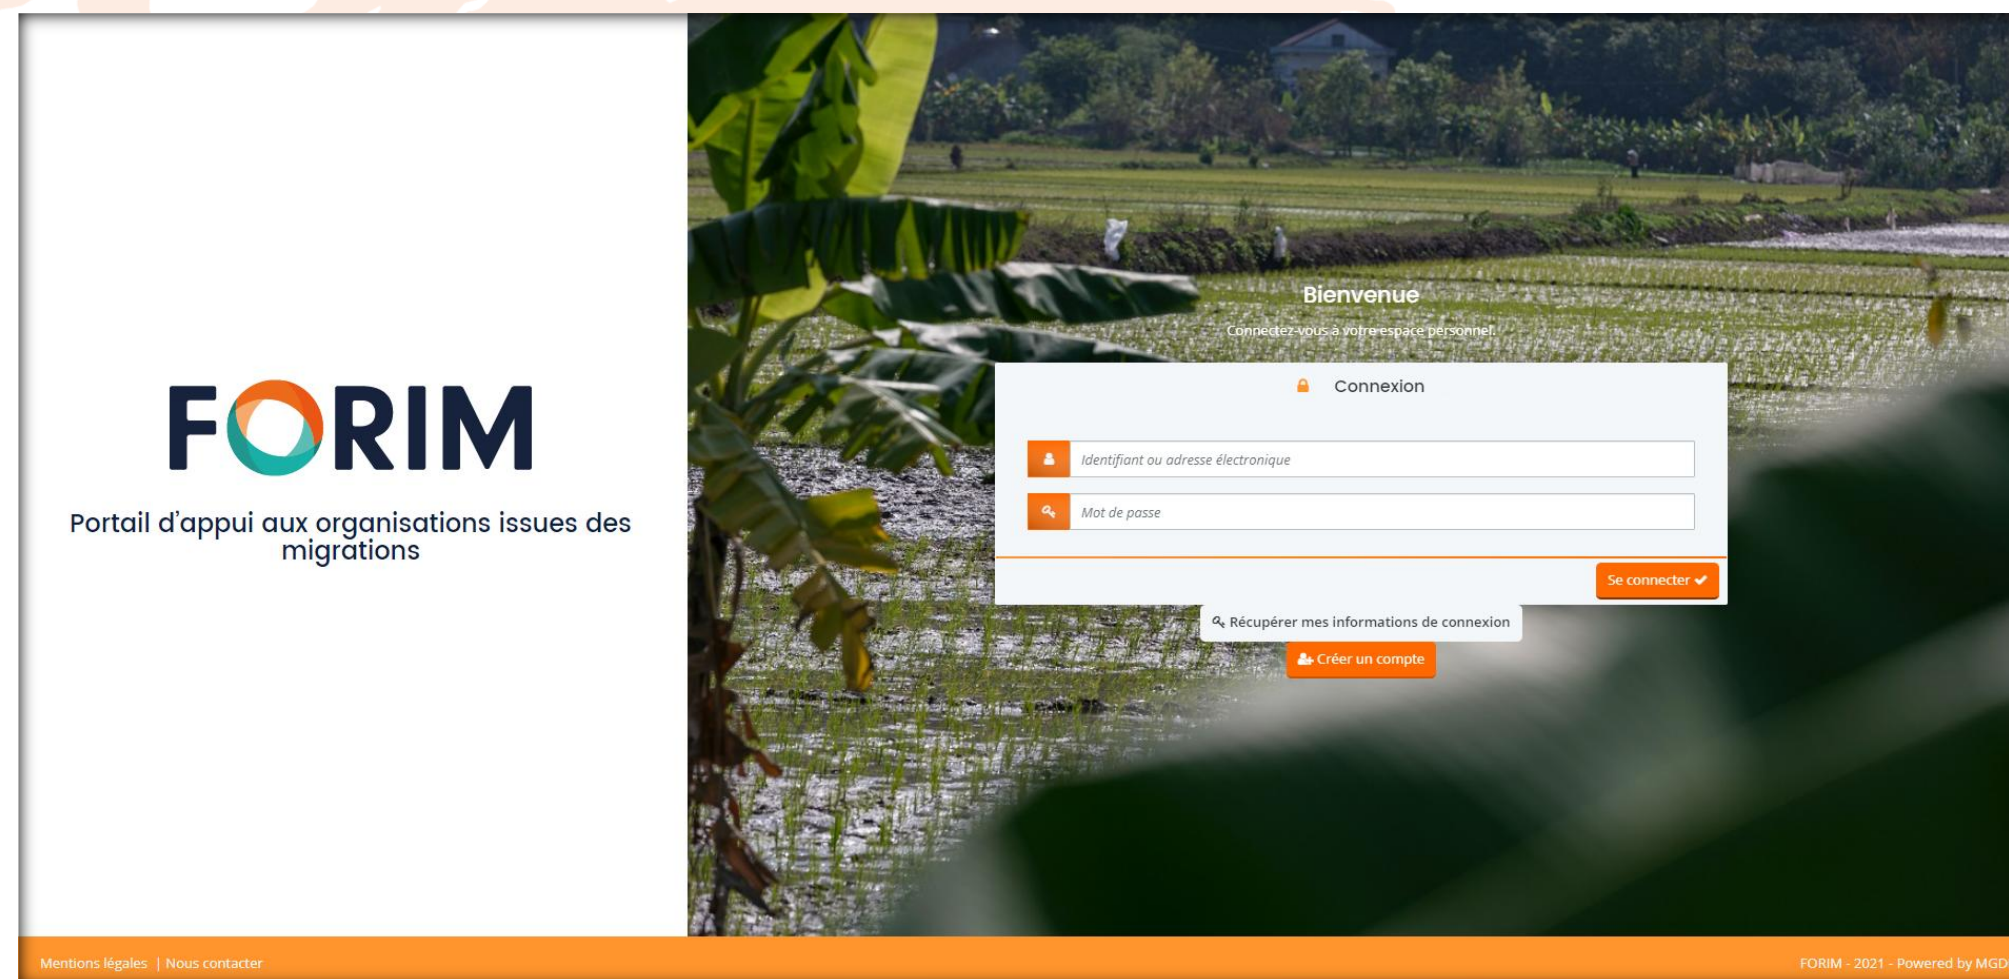 FORIM
Portail d'appui aux organisations issues des
migrations
Bienvenue
Connectez-vous à votre espace personnel.
Connexion
Identifiant ou adresse électronique
Mot de passe
Se connecter
Récupérer mes informations de connexion
Créer un compte
Mentions légales | Nous contacter
FORIM - 2021 - Powered by MGD